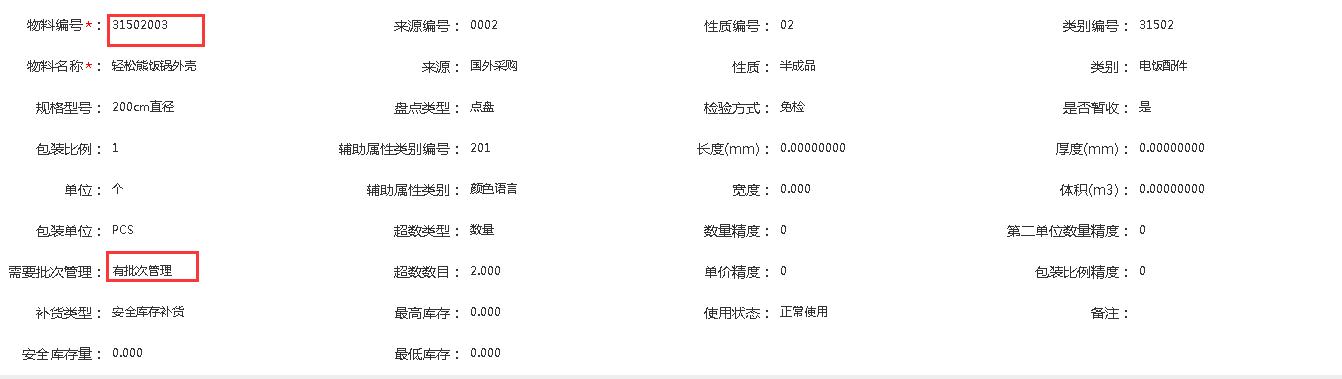 物料编号*： 31502003 来源编号： 0002 性质编号： 02 类别编号： 31502
物料名称*： 轻松熊饭锅外壳 来源： 国外采购 性质： 半成品 类别： 电饭配件
规格型号： 200cm直径 盘点类型： 点盘 检验方式： 免检 是否暂收： 是
包装比例： 1 辅助属性类别编号： 201 长度(mm)： 0.00000000 厚度(mm)： 0.00000000
单位： 个 辅助属性类别： 颜色语言 宽度： 0.000 体积(m3)： 0.00000000
包装单位： PCS 超数类型： 数量 数量精度： 0 第二单位数量精度： 0
需要批次管理： 有批次管理 超数数目： 2.000 单价精度： 0 包装比例精度： 0
补货类型： 安全库存补货 最高库存： 0.000 使用状态： 正常使用 备注：
安全库存量： 0.000 最低库存： 0.000